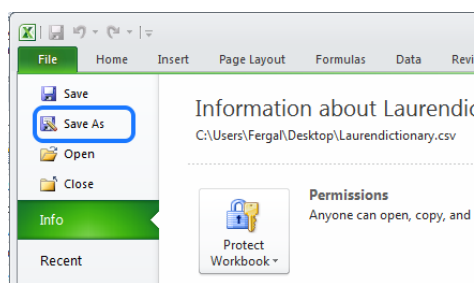 File Home Insert Page Layout Formulas Data
Save
Save As
Open
Close
Info
Recent
Information about
C:\Users\Fergal\Desktop\Laurendictionary.csv
Protect
Workbook
Permissions
Anyone can open, copy, and